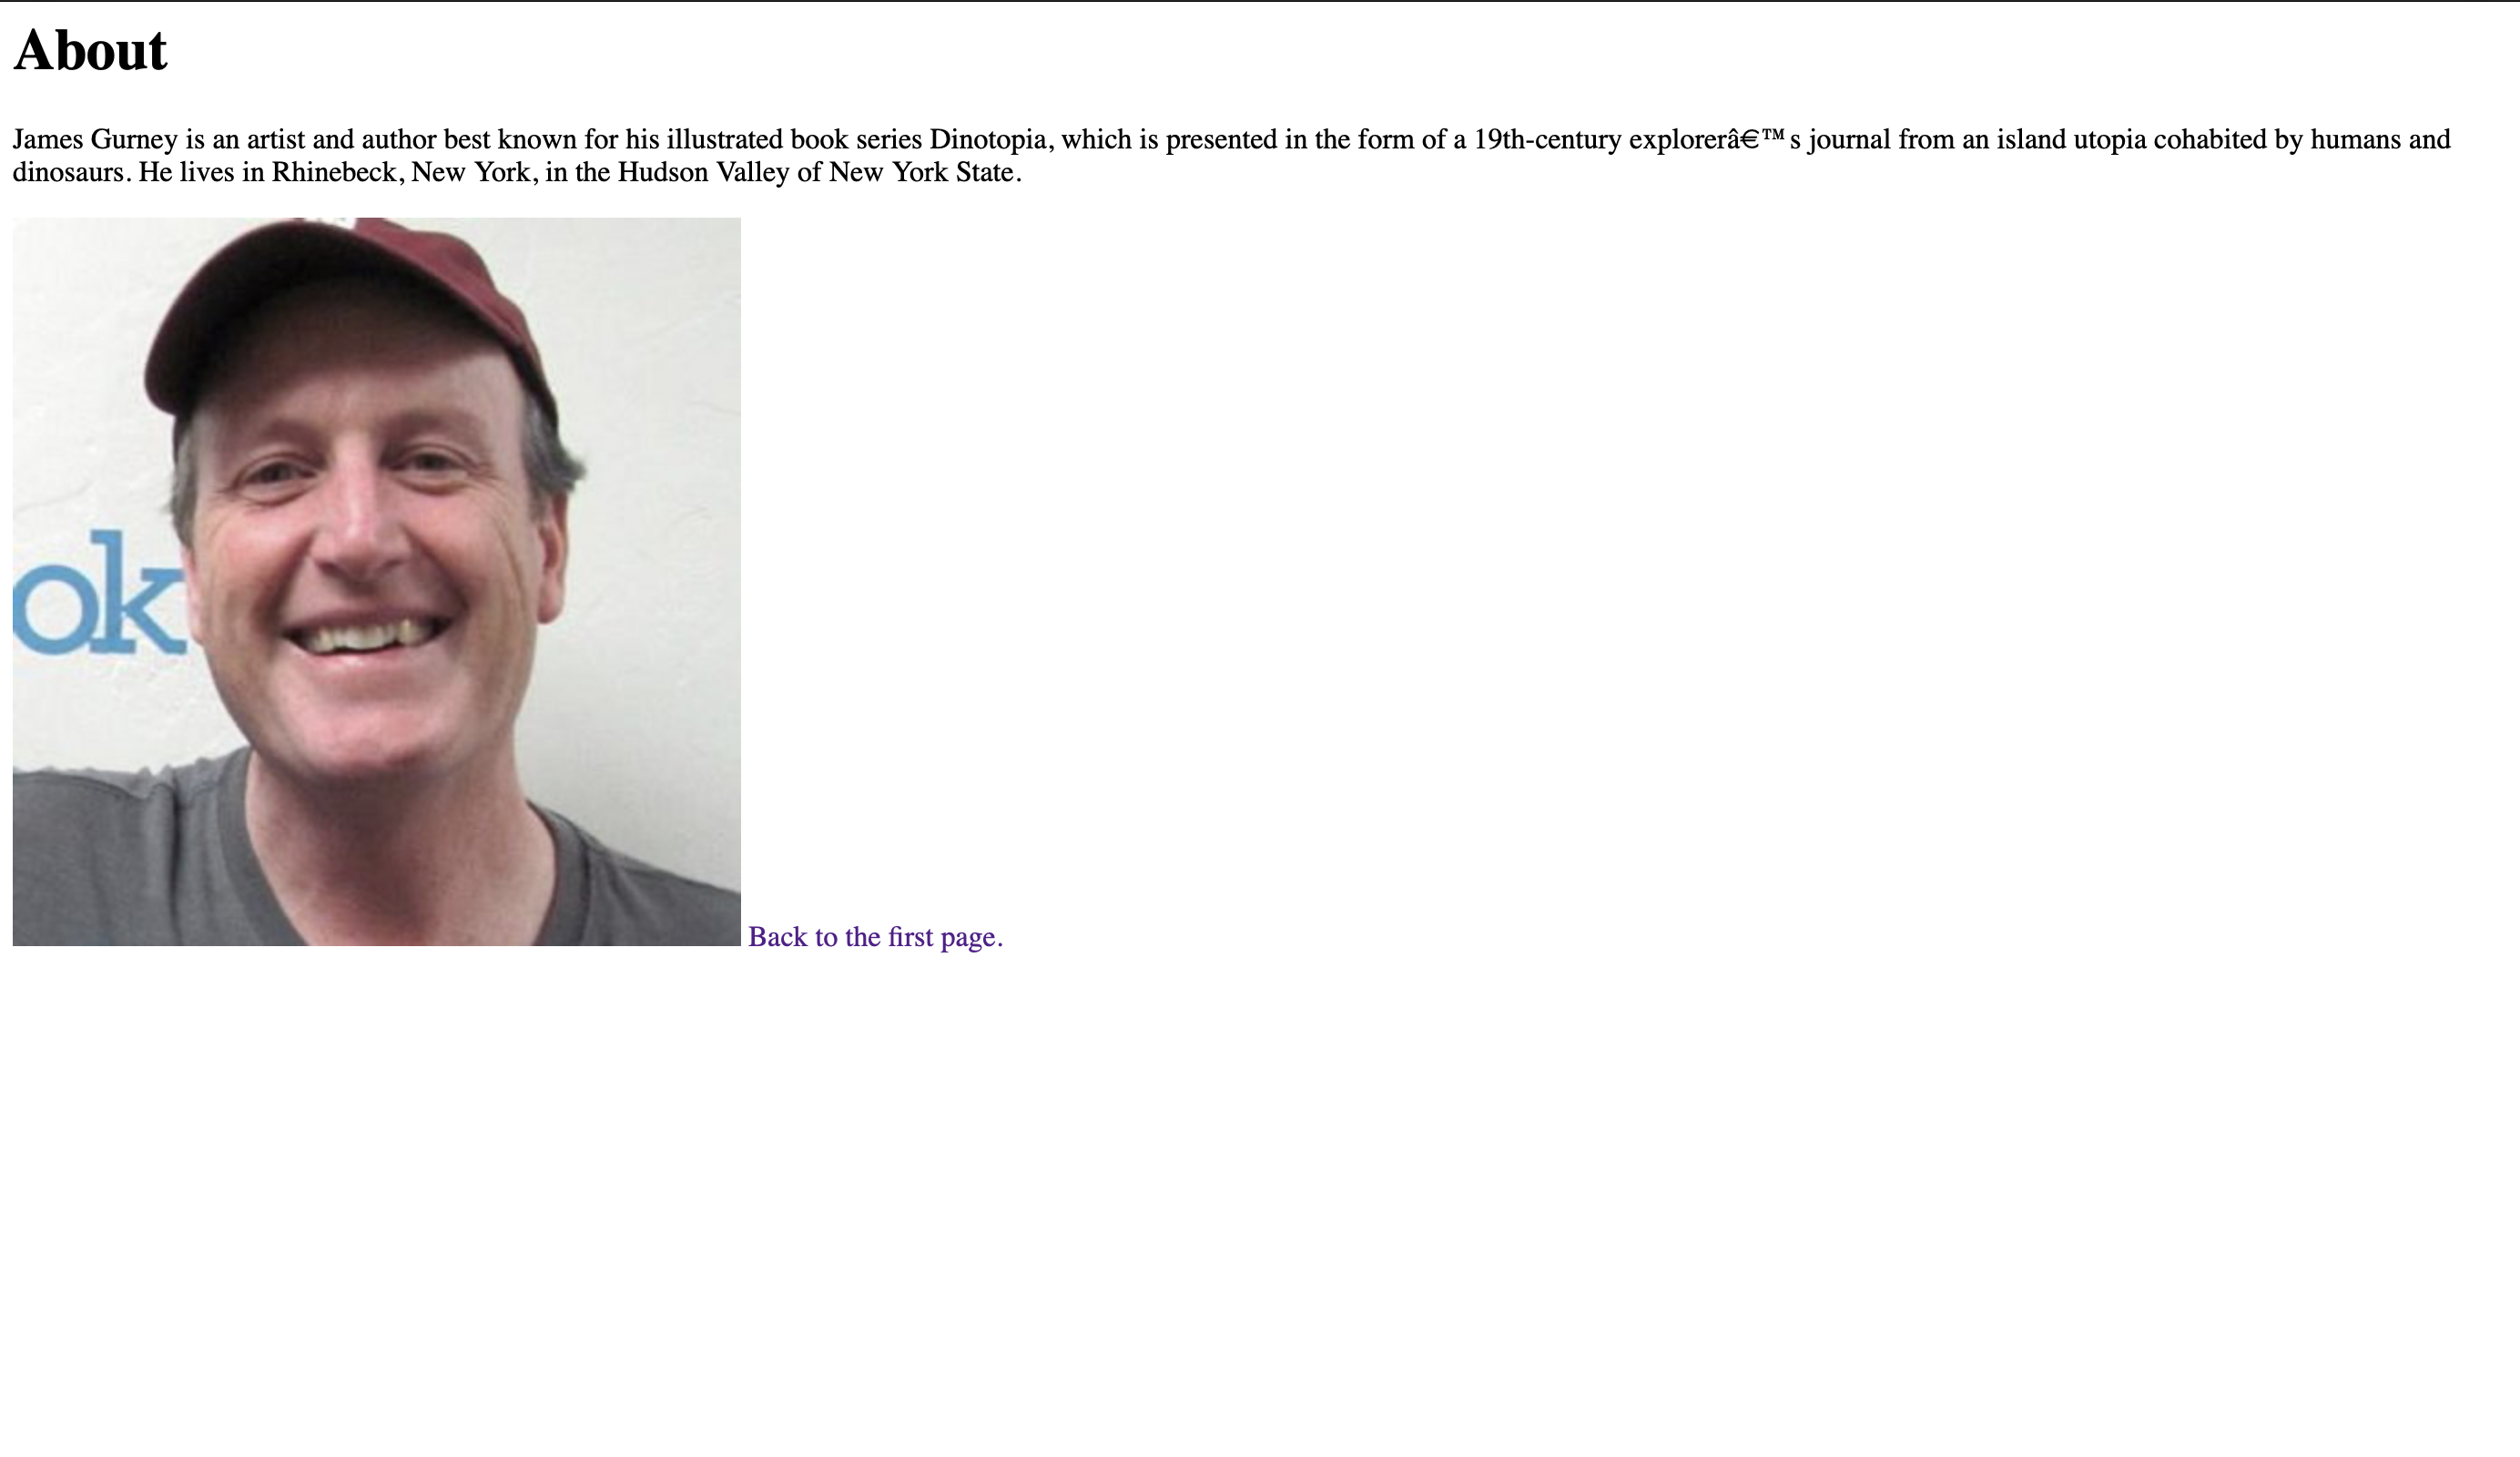 About
James Gurney is an artist and author best known for his illustrated book series Dinotopia, which is presented in the form of a 19th-century explorerâ€™s journal from an island utopia cohabited by humans and
dinosaurs. He lives in Rhinebeck, New York, in the Hudson Valley of New York State.
ok
Back to the first page.